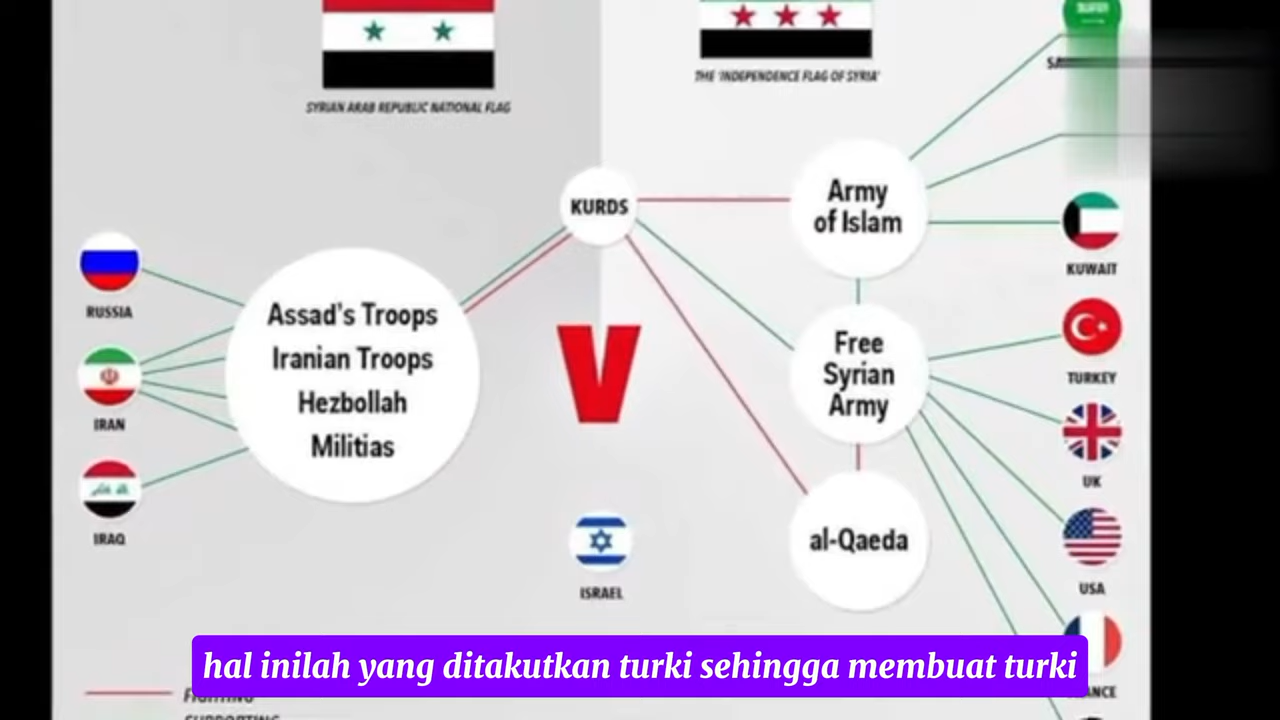 SYRIAN ARAB REPUBLIC NATIONAL FLAG
THE 'INDEPENDENCE FLAG OF SYRIA'
KURDS
Army
of Islam
KUWAIT
RUSSIA
Assad's Troops
Iranian Troops
Hezbollah
Militias
Free
Syrian
Army
TURKEY
IRAN
UK
IRAQ
al-Qaeda
ISRAEL
USA
hal inilah yang ditakutkan turki sehingga membuat turki
FIGHTING
SUPPORTING